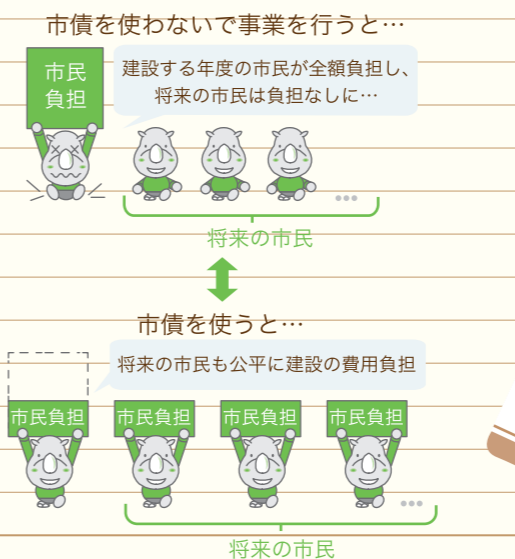 市債を使わないで事業を行うと…
市民
負担
建設する年度の市民が全額負担し、
将来の市民は負担なしに…
将来の市民
市債を使うと…
将来の市民も公平に建設の費用負担
市民負担 市民負担 市民負担 市民負担
将来の市民